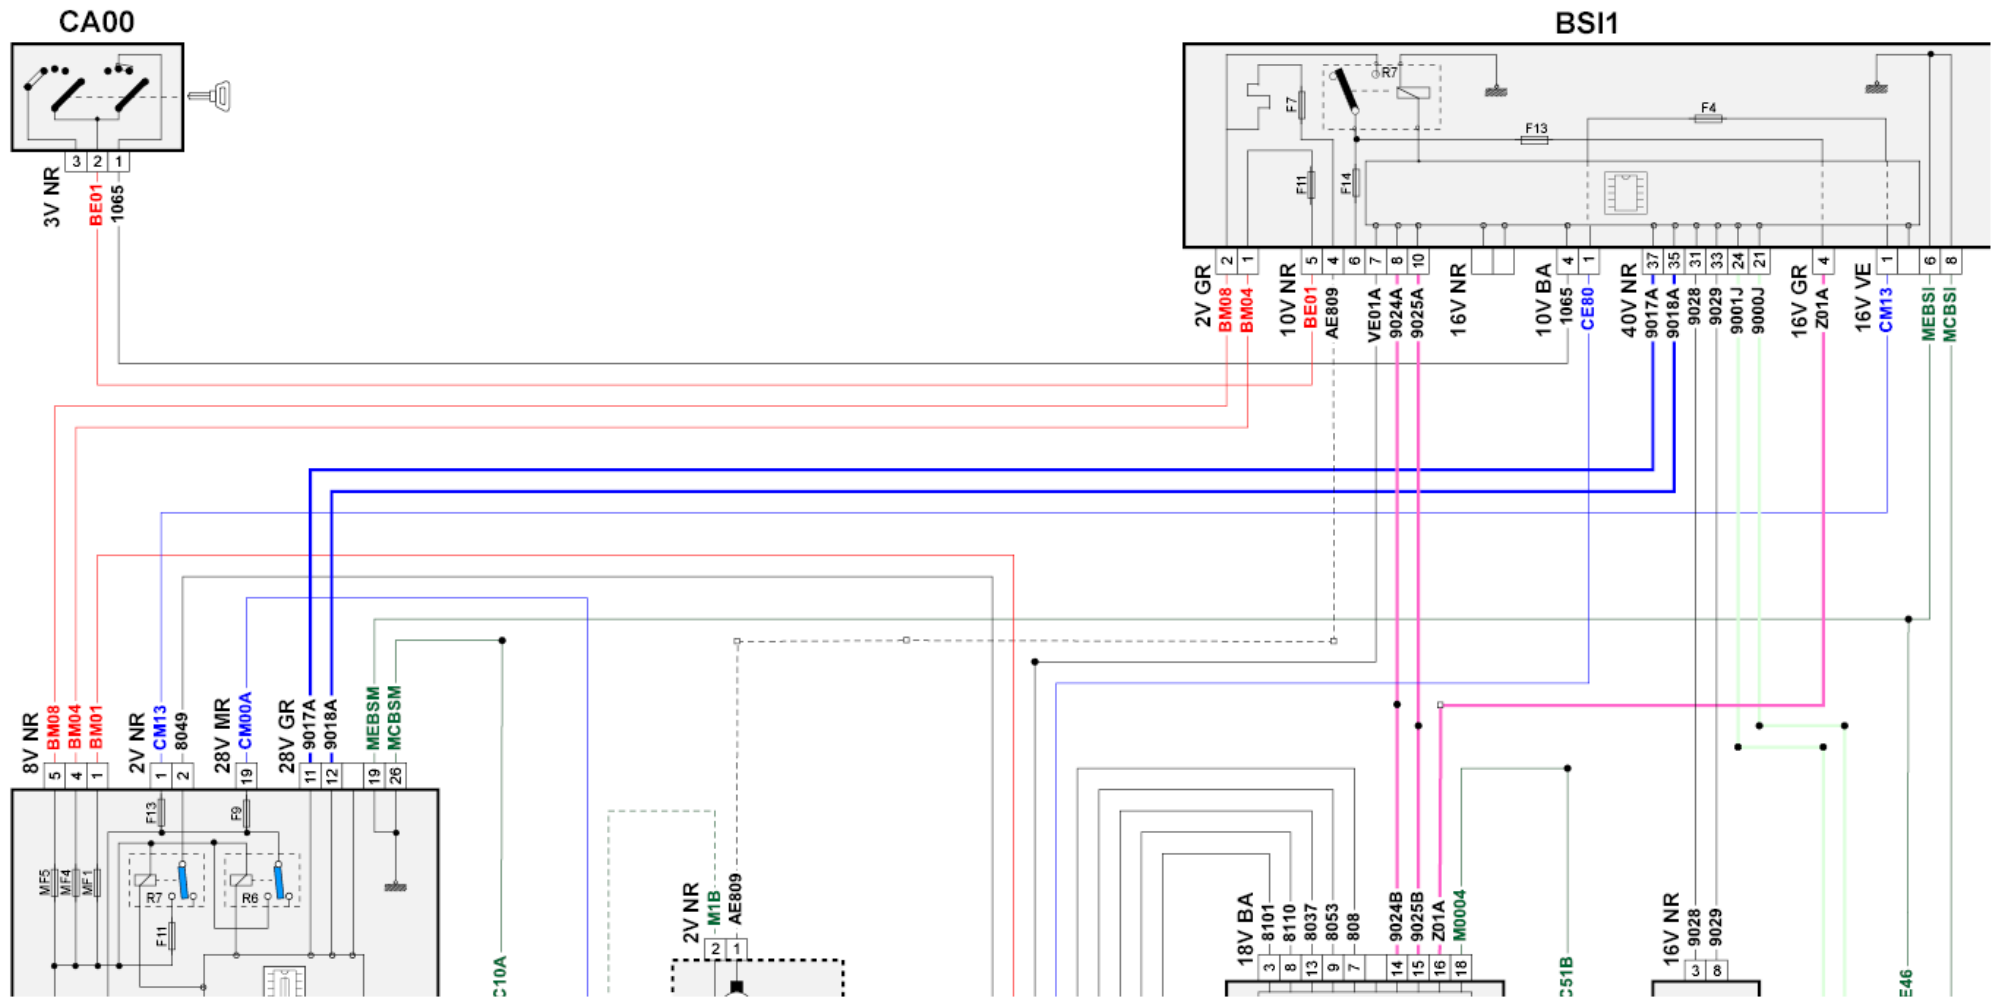 CA00
BSI1
R7
F7
F4
F13
F11
F14
3 2 1
3V NR
BE01
1065
2 1
5 4 6 7 8 10
4 1
37 35 31 33 24 21
4
1
6 8
2V GR
BM08
BM04
10V NR
BE01
AE809
VE01A
9024A
9025A
16V NR
10V BA
1065
CE80
40V NR
9017A
9018A
9028
9029
9001J
9000J
16V GR
Z01A
16V VE
CM13
MEBSI
MCBSI
8V NR
BM08
BM04
BM01
2V NR
CM13
8049
28V MR
CM00A
28V GR
9017A
9018A
MEBSM
MCBSM
5 4 1
1 2
19
11 12
19 26
F13
F9
MF5
MF4
MF1
R7
R6
F11
C10A
2V NR
M1B
AE809
2 1
18V BA
8101
8110
8037
8053
808
9024B
9025B
Z01A
M0004
3 8 13 9 7 14 15 16 18
C51B
16V NR
9028
9029
3 8
E46